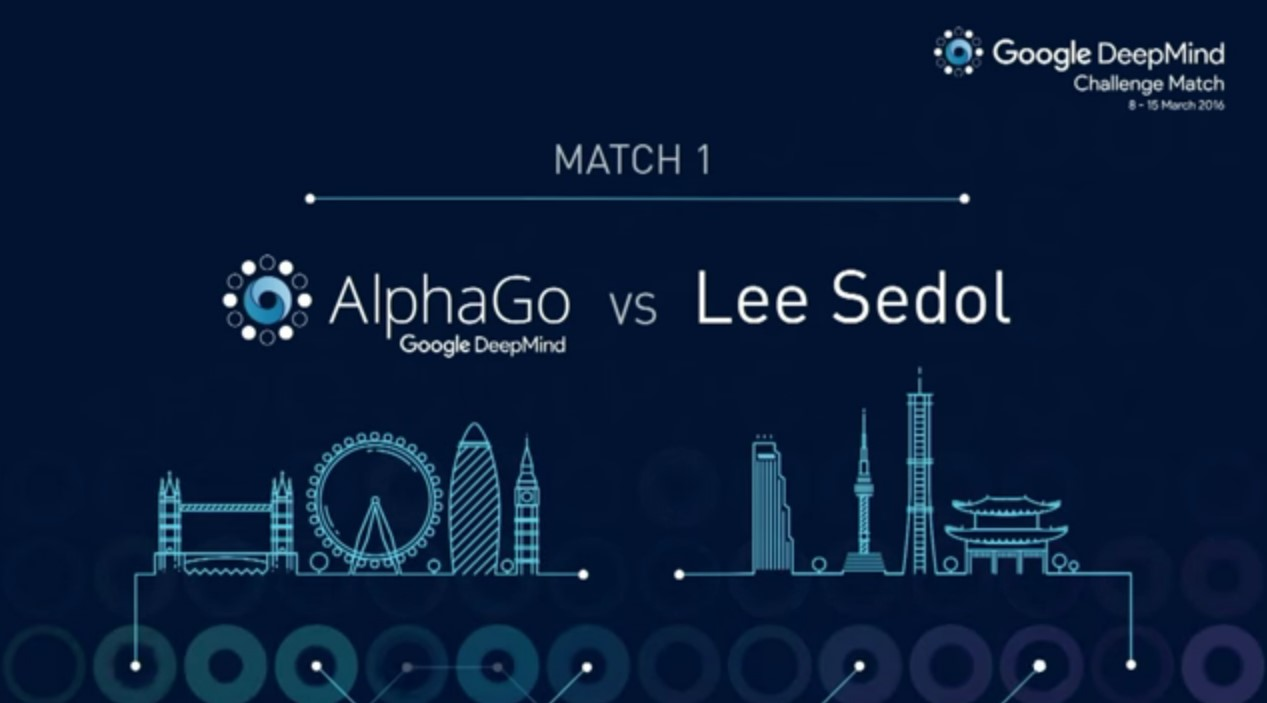 Google DeepMind
Challenge Match
8 - 15 March 2016
MATCH 1
AlphaGo vs Lee Sedol
Google DeepMind